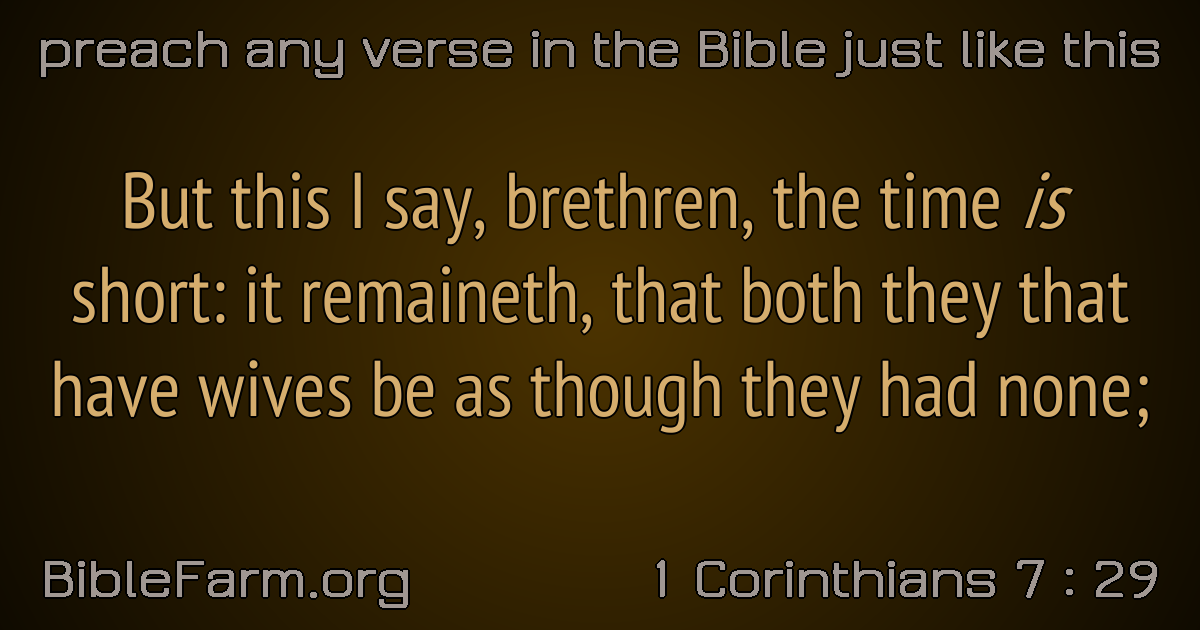 preach any verse in the Bible just like this
But this I say, brethren, the time is
short: it remaineth, that both they that
have wives be as though they had none;
BibleFarm.org 1 Corinthians 7 : 29